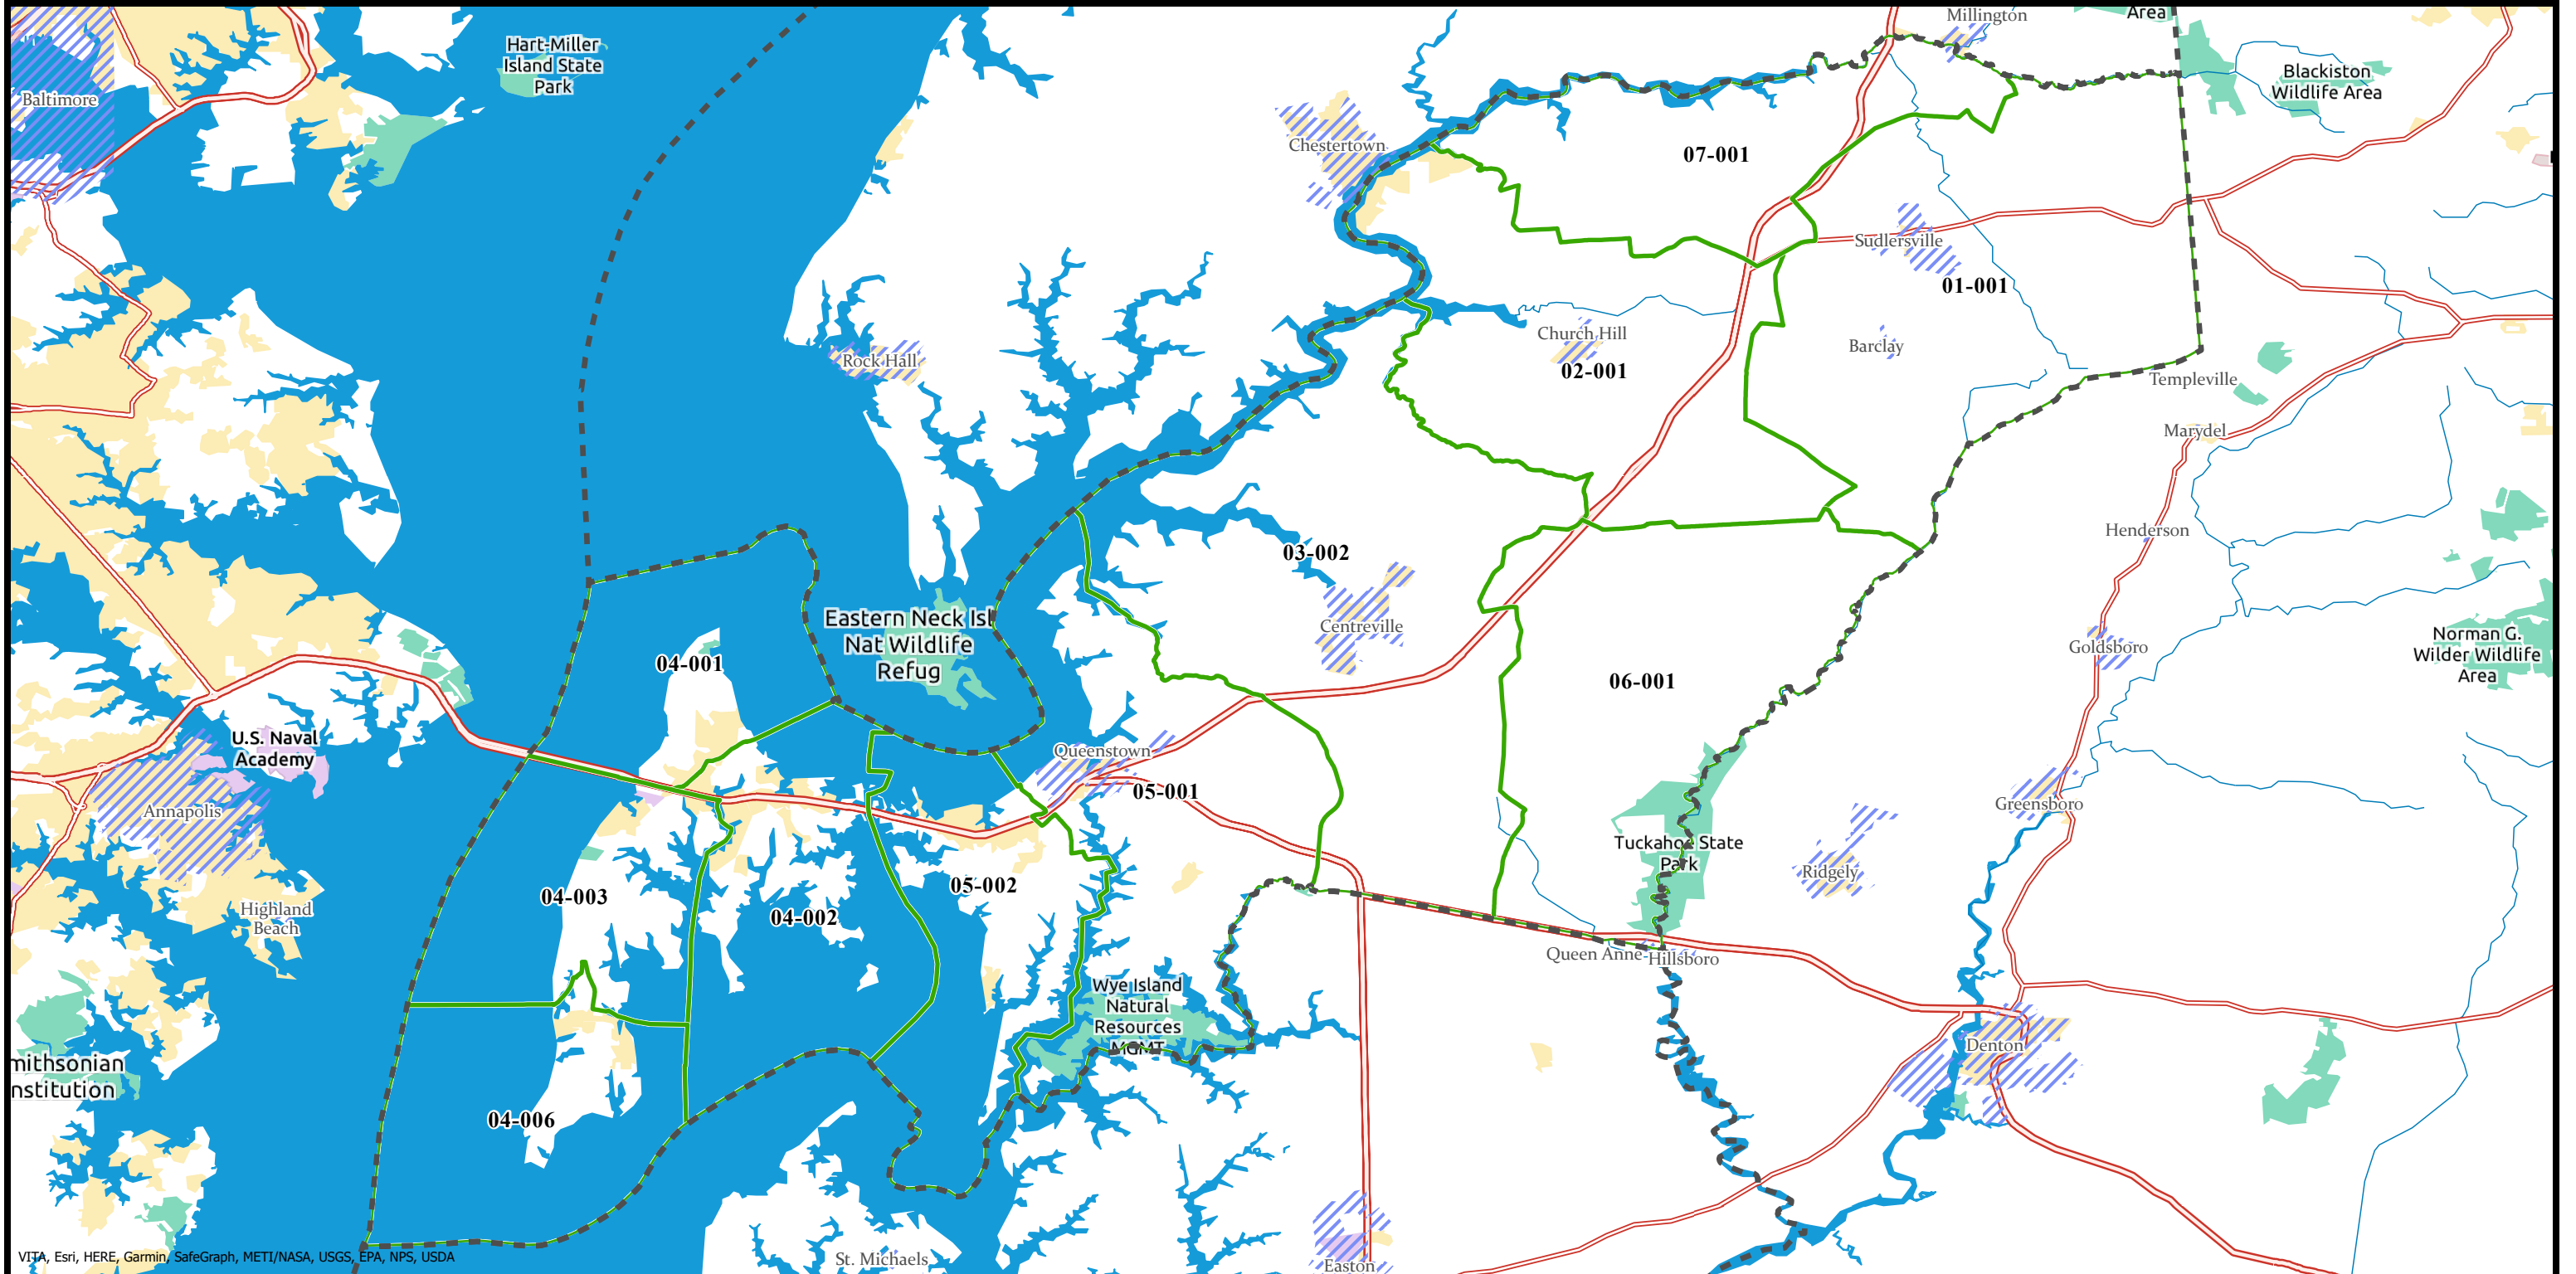 Millington
Area
Hart-Miller
Island State
Park
Baltimore
Blackiston
Wildlife Area
Chestertown
07-001
Sudlersville
01-001
Church Hill
02-001
Barclay
Rock Hall
Templeville
Marydel
Henderson
03-002
Centreville
Eastern Neck Isl
Nat Wildlife
Refug
04-001
06-001
Goldsboro
Norman G.
Wilder Wildlife
Area
U.S. Naval
Academy
Queenstown
05-001
Annapolis
Greensboro
Tuckahoe State
Park
Ridgely
05-002
04-003
04-002
Highland
Beach
Queen Anne
Hillsboro
Wye Island
Natural
Resources
MGMT
Denton
mithsonian
nstitution
04-006
VITA, Esri, HERE, Garmin, SafeGraph, METI/NASA, USGS, EPA, NPS, USDA
St. Michaels
Easton